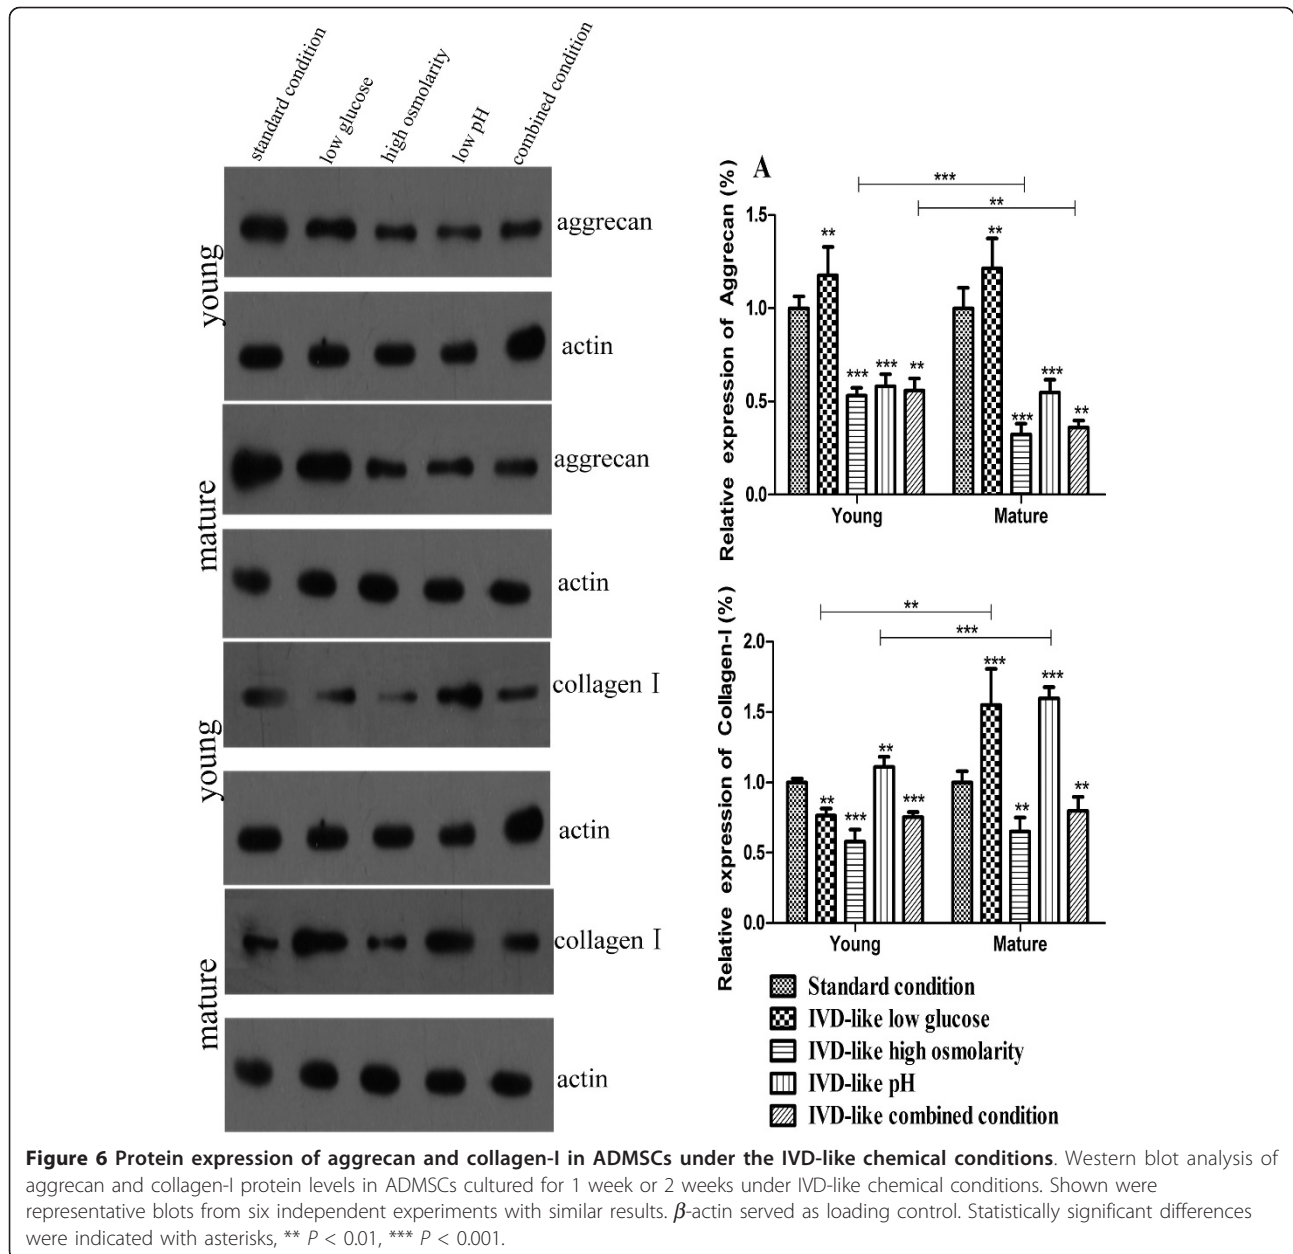 standard condition
low glucose
high osmolarity
low pH
combined condition
young
aggrecan
actin
mature
aggrecan
actin
young
collagen I
actin
mature
collagen I
actin
A
Relative expression of Aggrecan (%)
1.5
1.0
0.5
0.0
***
**
** *** *** **
** *** *** **
Young Mature
Relative expression of Collagen-I (%)
2.0
1.5
1.0
0.5
0.0
**
***
** *** ** ***
*** ** *** **
Young Mature
Standard condition
IVD-like low glucose
IVD-like high osmolarity
IVD-like pH
IVD-like combined condition
Figure 6 Protein expression of aggrecan and collagen-I in ADMSCs under the IVD-like chemical conditions. Western blot analysis of
aggrecan and collagen-I protein levels in ADMSCs cultured for 1 week or 2 weeks under IVD-like chemical conditions. Shown were
representative blots from six independent experiments with similar results. β-actin served as loading control. Statistically significant differences
were indicated with asterisks, ** P < 0.01, *** P < 0.001.